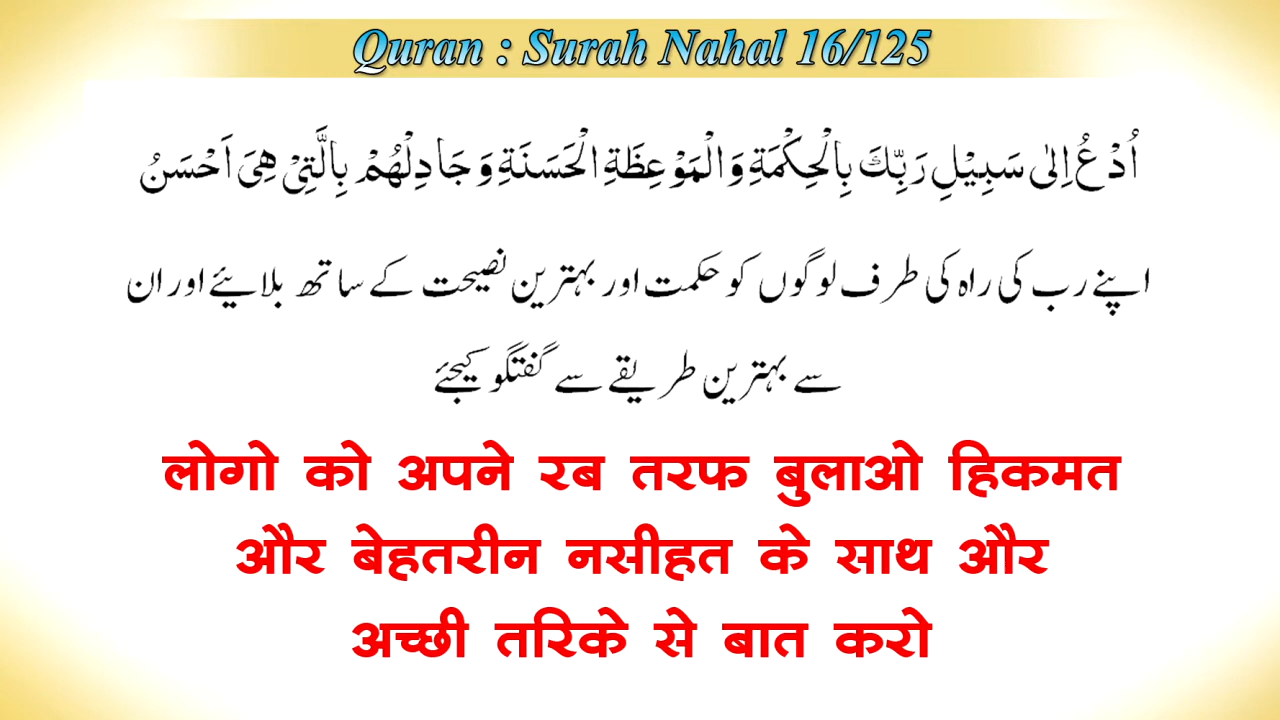 Quran : Surah Nahal 16/125
اُدْعُ اِلٰى سَبِيْلِ رَبِّكَ بِالْحِكْمَةِ وَالْمَوْعِظَةِ الْحَسَنَةِ وَجَادِلْهُمْ بِالَّتِيْ هِيَ اَحْسَنُ
اپنے رب کی راہ کی طرف لوگوں کو حکمت اور بہترین نصیحت کے ساتھ بلایئے اور ان
سے بہترین طریقے سے گفتگو کیجئے
लोगो को अपने रब तरफ बुलाओ हिकमत
और बेहतरीन नसीहत के साथ और
अच्छी तरिके से बात करो